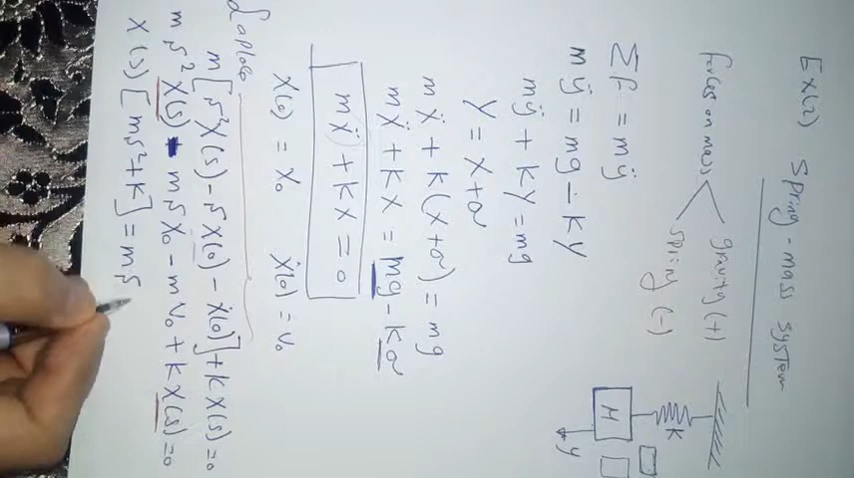 Ex(2) Spring-mass system
forces on mass
gravity (+)
spring (-)
K
M
y
Σf = mÿ
mÿ = mg - ky
mÿ + ky = mg
y = x + a
mẍ + k(x+a) = mg
mẍ + kx = mg - ka
mẍ + kx = 0
x(0) = x₀ ẋ(0) = v₀
Laplace
m[s²X(s) - sX(0) - ẋ(0)] + kX(s) = 0
ms²X(s) - msx₀ - mv₀ + kX(s) = 0
X(s)[ms²+k] = ms